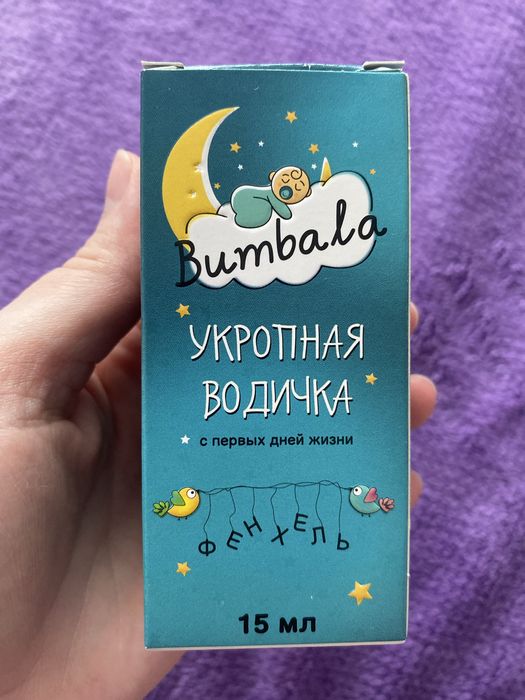 Bumbala
УКРОПНАЯ
ВОДИЧКА
с первых дней жизни
ФЕНХЕЛЬ
15 мл